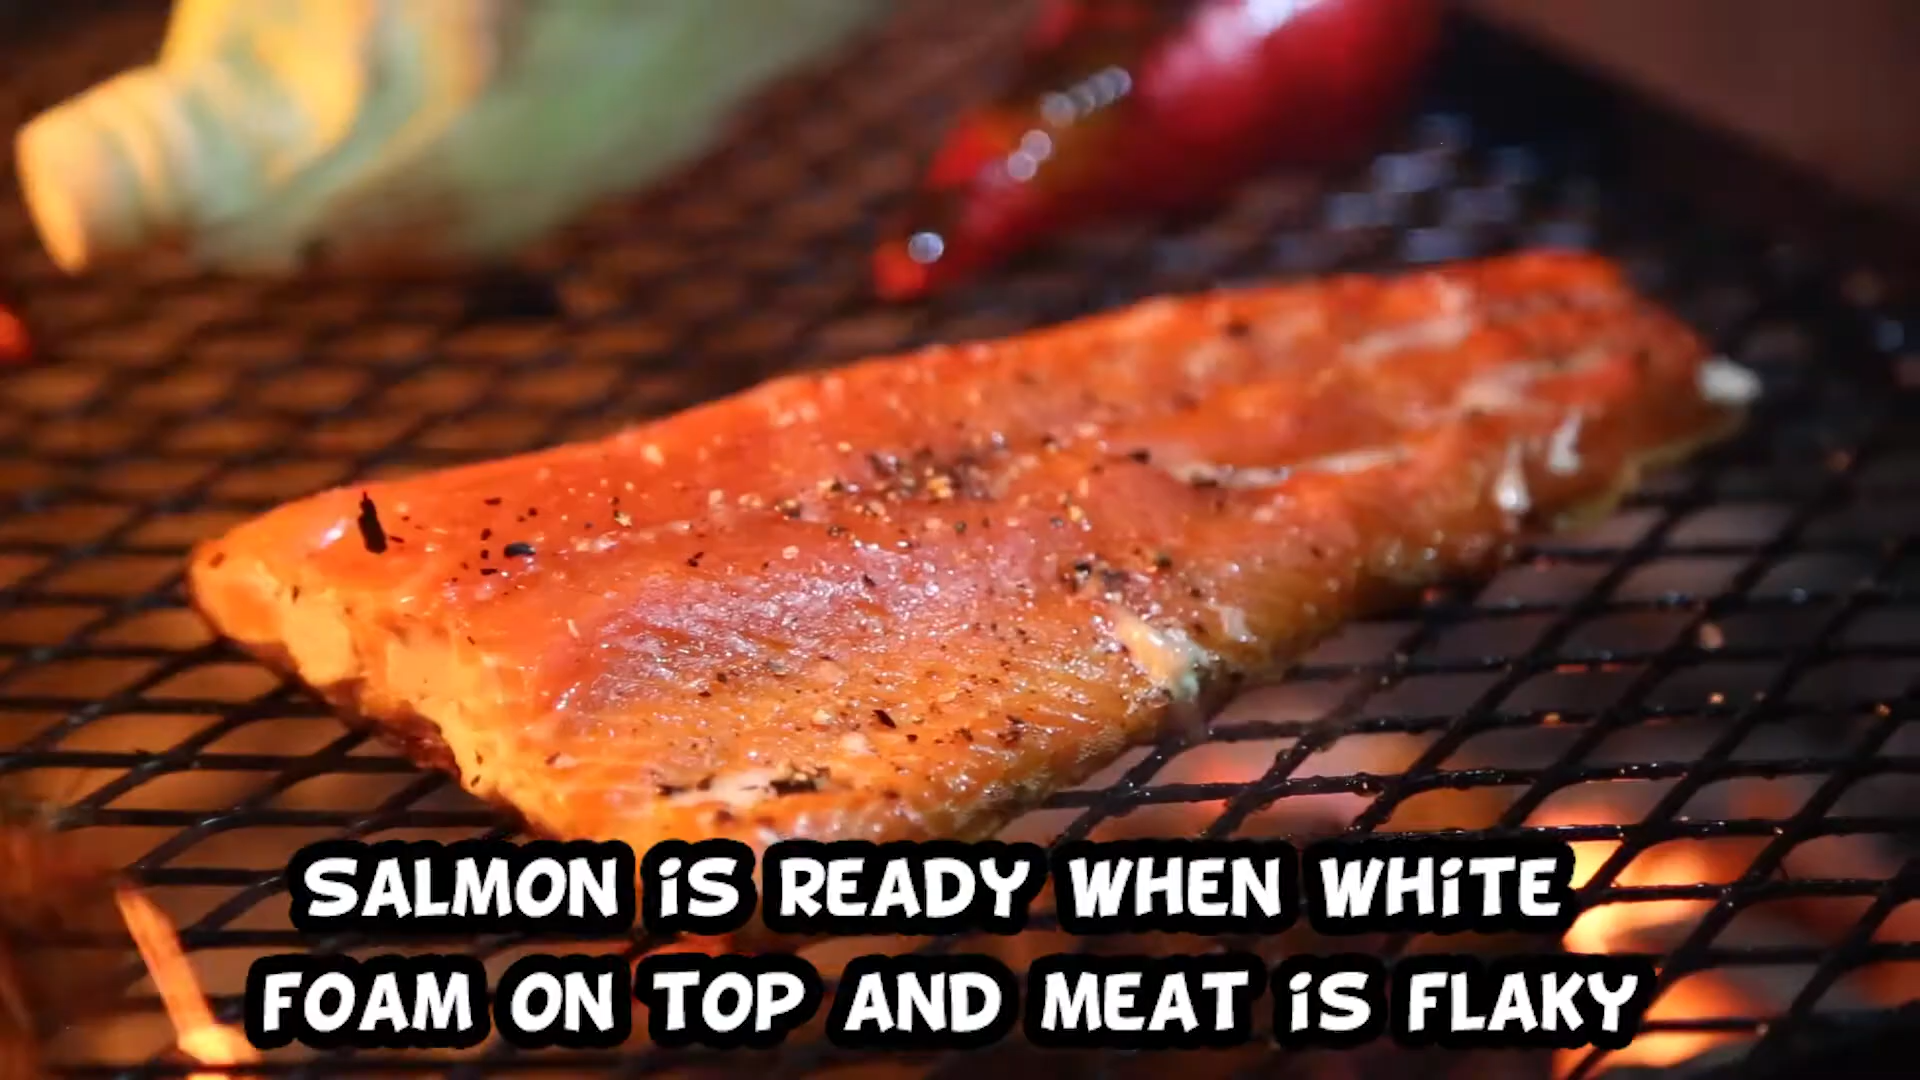 SALMON iS READY WHEN WHiTE
FOAM ON TOP AND MEAT iS FLAKY